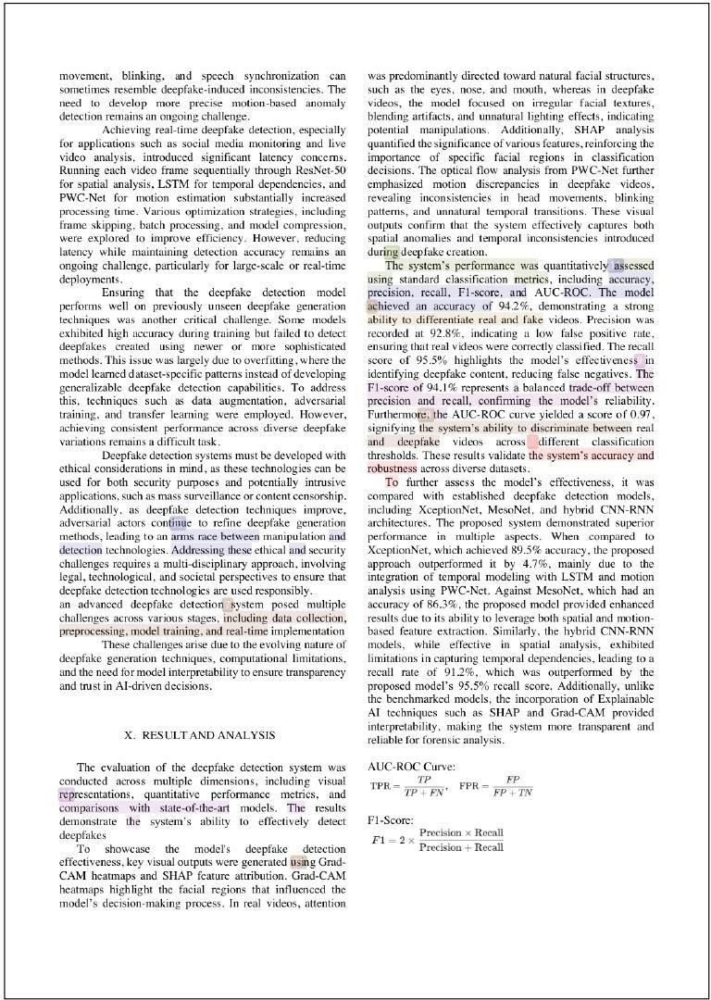 movement, blinking, and speech synchronization can
sometimes resemble deepfake-induced inconsistencies. The
need to develop more precise motion-based anomaly
detection remains an ongoing challenge.
Achieving real-time deepfake detection, especially
for applications such as social media monitoring and live
video analysis, introduced significant latency concerns.
Running each video frame sequentially through ResNet-50
for spatial analysis, LSTM for temporal dependencies, and
PWC-Net for motion estimation substantially increased
processing time. Various optimization strategies, including
frame skipping, batch processing, and model compression,
were explored to improve efficiency. However, reducing
latency while maintaining detection accuracy remains an
ongoing challenge, particularly for large-scale or real-time
deployments.
Ensuring that the deepfake detection model
performs well on previously unseen deepfake generation
techniques was another critical challenge. Some models
exhibited high accuracy during training but failed to detect
deepfakes created using newer or more sophisticated
methods. This issue was largely due to overfitting, where the
model learned dataset-specific patterns instead of developing
generalizable deepfake detection capabilities. To address
this, techniques such as data augmentation, adversarial
training, and transfer learning were employed. However,
achieving consistent performance across diverse deepfake
variations remains a difficult task.
Deepfake detection systems must be developed with
ethical considerations in mind, as these technologies can be
used for both security purposes and potentially intrusive
applications, such as mass surveillance or content censorship.
Additionally, as deepfake detection techniques improve,
adversarial actors continue to refine deepfake generation
methods, leading to an arms race between manipulation and
detection technologies. Addressing these ethical and security
challenges requires a multi-disciplinary approach, involving
legal, technological, and societal perspectives to ensure that
deepfake detection technologies are used responsibly.
an advanced deepfake detection system posed multiple
challenges across various stages, including data collection,
preprocessing, model training, and real-time implementation
These challenges arise due to the evolving nature of
deepfake generation techniques, computational limitations,
and the need for model interpretability to ensure transparency
and trust in AI-driven decisions.
X. RESULT AND ANALYSIS
The evaluation of the deepfake detection system was
conducted across multiple dimensions, including visual
representations, quantitative performance metrics, and
comparisons with state-of-the-art models. The results
demonstrate the system's ability to effectively detect
deepfakes
To showcase the model's deepfake detection
effectiveness, key visual outputs were generated using Grad-
CAM heatmaps and SHAP feature attribution. Grad-CAM
heatmaps highlight the facial regions that influenced the
model's decision-making process. In real videos, attention
was predominantly directed toward natural facial structures,
such as the eyes, nose, and mouth, whereas in deepfake
videos, the model focused on irregular facial textures,
blending artifacts, and unnatural lighting effects, indicating
potential manipulations. Additionally, SHAP analysis
quantified the significance of various features, reinforcing the
importance of specific facial regions in classification
decisions. The optical flow analysis from PWC-Net further
emphasized motion discrepancies in deepfake videos,
revealing inconsistencies in head movements, blinking
patterns, and unnatural temporal transitions. These visual
outputs confirm that the system effectively captures both
spatial anomalies and temporal inconsistencies introduced
during deepfake creation.
The system's performance was quantitatively assessed
using standard classification metrics, including accuracy,
precision, recall, F1-score, and AUC-ROC. The model
achieved an accuracy of 94.2%, demonstrating a strong
ability to differentiate real and fake videos. Precision was
recorded at 92.8%, indicating a low false positive rate,
ensuring that real videos were correctly classified. The recall
score of 95.5% highlights the model's effectiveness in
identifying deepfake content, reducing false negatives. The
F1-score of 94.1% represents a balanced trade-off between
precision and recall, confirming the model's reliability.
Furthermore, the AUC-ROC curve yielded a score of 0.97,
signifying the system's ability to discriminate between real
and deepfake videos across different classification
thresholds. These results validate the system's accuracy and
robustness across diverse datasets.
To further assess the model's effectiveness, it was
compared with established deepfake detection models,
including XceptionNet, MesoNet, and hybrid CNN-RNN
architectures. The proposed system demonstrated superior
performance in multiple aspects. When compared to
XceptionNet, which achieved 89.5% accuracy, the proposed
approach outperformed it by 4.7%, mainly due to the
integration of temporal modeling with LSTM and motion
analysis using PWC-Net. Against MesoNet, which had an
accuracy of 86.3%, the proposed model provided enhanced
results due to its ability to leverage both spatial and motion-
based feature extraction. Similarly, the hybrid CNN-RNN
models, while effective in spatial analysis, exhibited
limitations in capturing temporal dependencies, leading to a
recall rate of 91.2%, which was outperformed by the
proposed model's 95.5% recall score. Additionally, unlike
the benchmarked models, the incorporation of Explainable
AI techniques such as SHAP and Grad-CAM provided
interpretability, making the system more transparent and
reliable for forensic analysis.
AUC-ROC Curve:
TPR = TP / (TP + FN), FPR = FP / (FP + TN)
F1-Score:
F1 = 2 × (Precision × Recall) / (Precision + Recall)